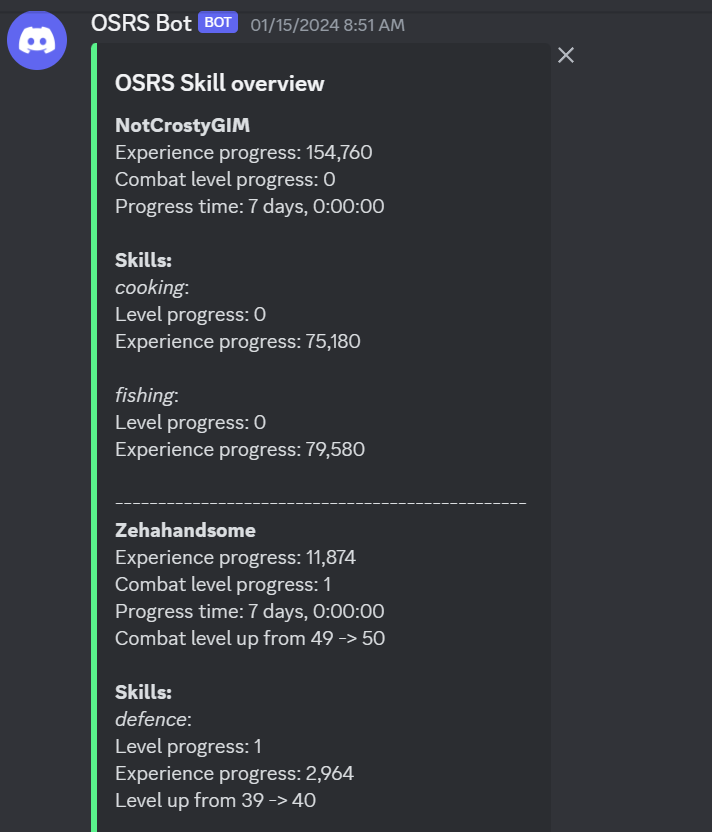 OSRS Bot BOT 01/15/2024 8:51 AM
OSRS Skill overview
NotCrostyGIM
Experience progress: 154,760
Combat level progress: 0
Progress time: 7 days, 0:00:00
Skills:
cooking:
Level progress: 0
Experience progress: 75,180
fishing:
Level progress: 0
Experience progress: 79,580
------------------------------------------------
Zehahandsome
Experience progress: 11,874
Combat level progress: 1
Progress time: 7 days, 0:00:00
Combat level up from 49 -> 50
Skills:
defence:
Level progress: 1
Experience progress: 2,964
Level up from 39 -> 40